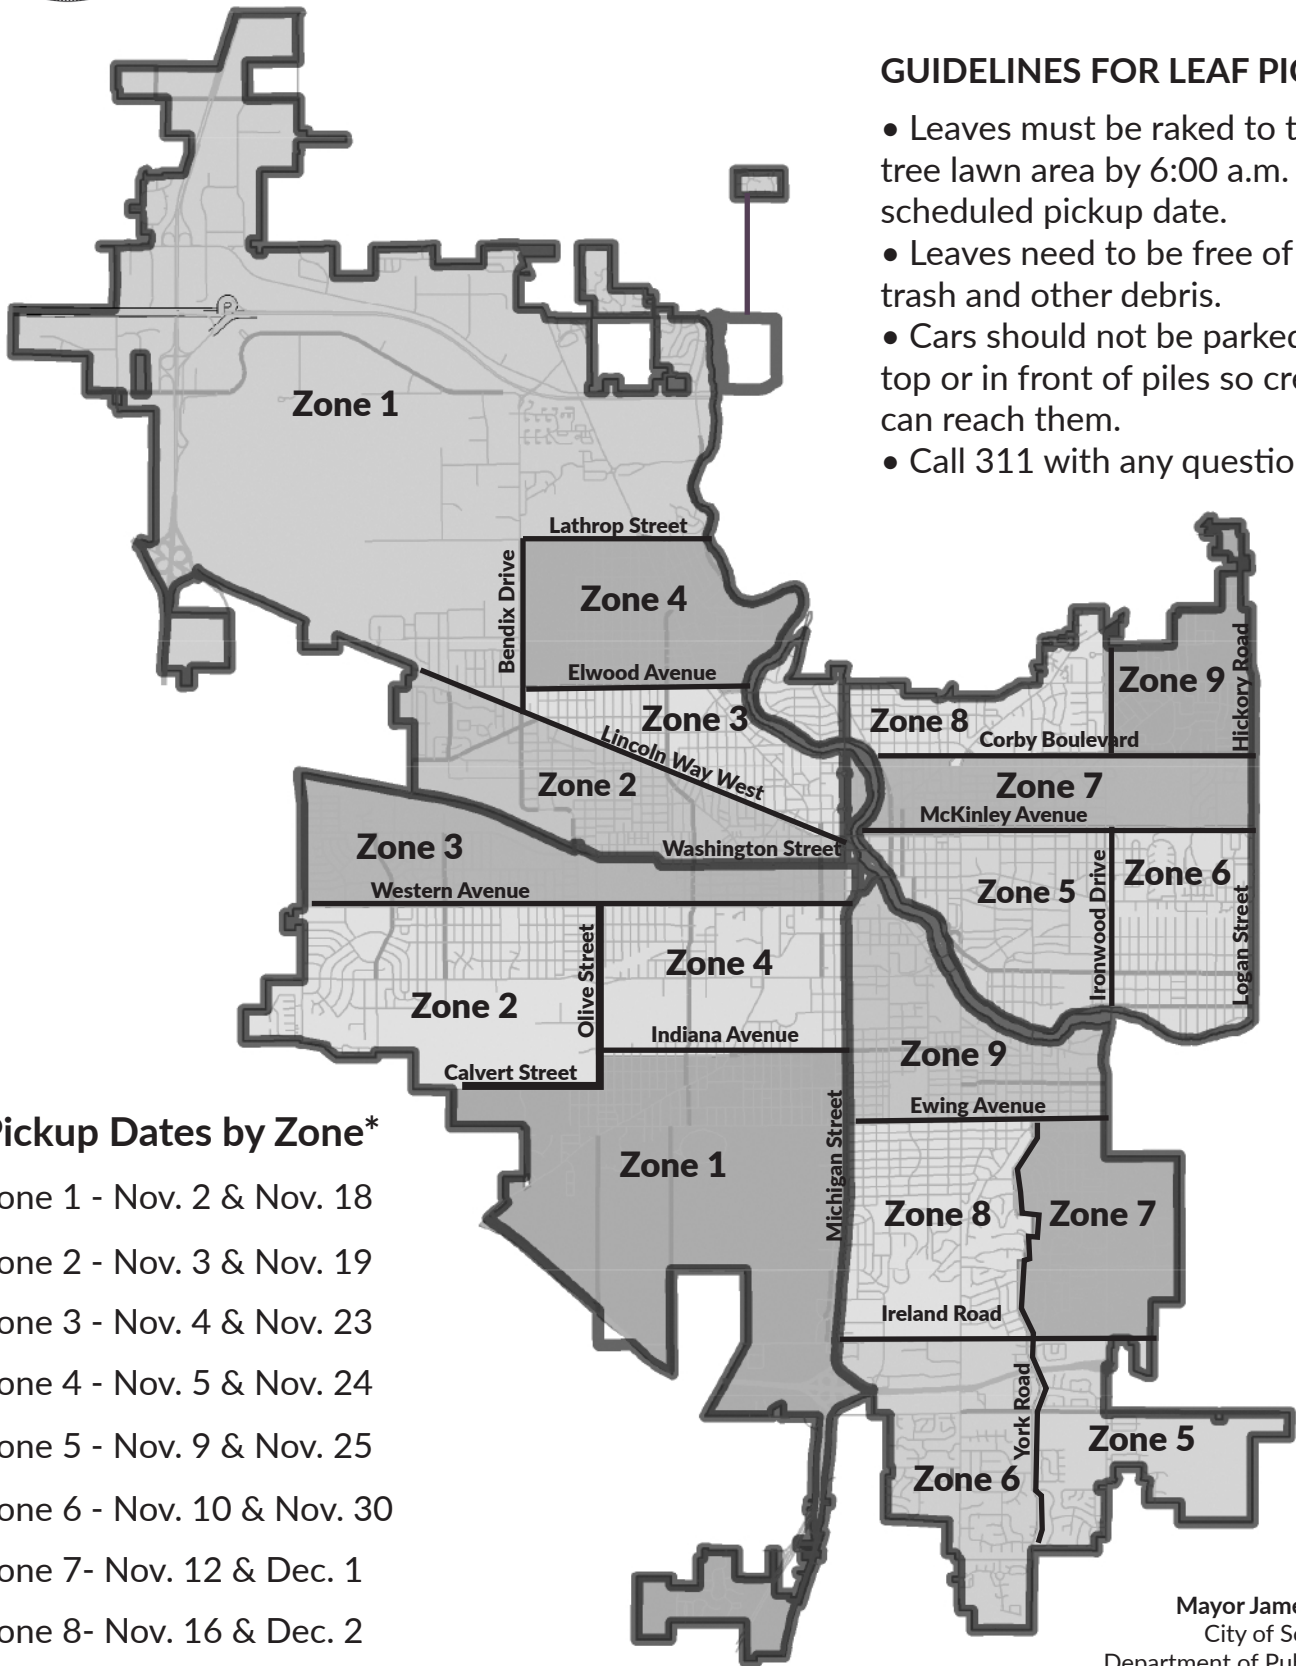 GUIDELINES FOR LEAF
• Leaves must be raked to
tree lawn area by 6:00 a.m.
scheduled pickup date.
• Leaves need to be free of
trash and other debris.
• Cars should not be parked
top or in front of piles so
can reach them.
• Call 311 with any
Zone 1
Lathrop Street
Bendix Drive
Zone 4
Elwood Avenue
Zone 3
Lincoln Way West
Zone 2
Washington Street
Zone 9
Hickory Road
Zone 8
Corby Boulevard
Zone 7
McKinley Avenue
Zone 3
Western Avenue
Zone 5
Ironwood Drive
Zone 6
Logan Street
Olive Street
Zone 4
Zone 2
Indiana Avenue
Calvert Street
Zone 9
Ewing Avenue
Zone 1
Michigan Street
Zone 8
Zone 7
Ireland Road
York Road
Zone 5
Zone 6
Pickup Dates by Zone*
one 1 - Nov. 2 & Nov. 18
one 2 - Nov. 3 & Nov. 19
one 3 - Nov. 4 & Nov. 23
one 4 - Nov. 5 & Nov. 24
one 5 - Nov. 9 & Nov. 25
one 6 - Nov. 10 & Nov. 30
one 7- Nov. 12 & Dec. 1
one 8- Nov. 16 & Dec. 2
Mayor
City of
Department of